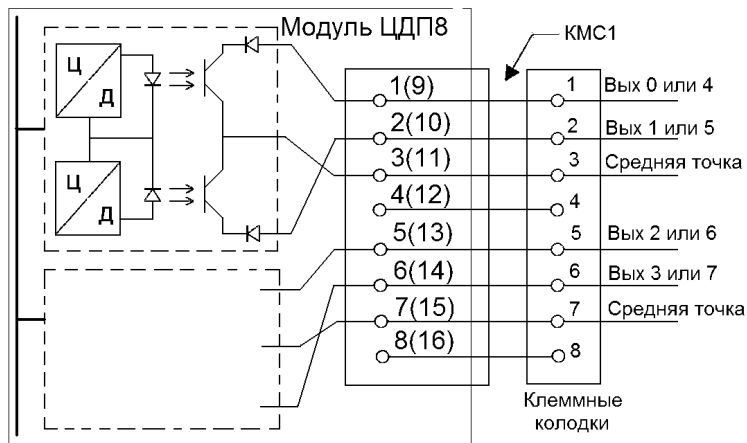 Модуль ЦДП8
КМС1
Ц
Д
Ц
Д
1(9)
2(10)
3(11)
4(12)
5(13)
6(14)
7(15)
8(16)
1
2
3
4
5
6
7
8
Вых 0 или 4
Вых 1 или 5
Средняя точка
Вых 2 или 6
Вых 3 или 7
Средняя точка
Клеммные
колодки